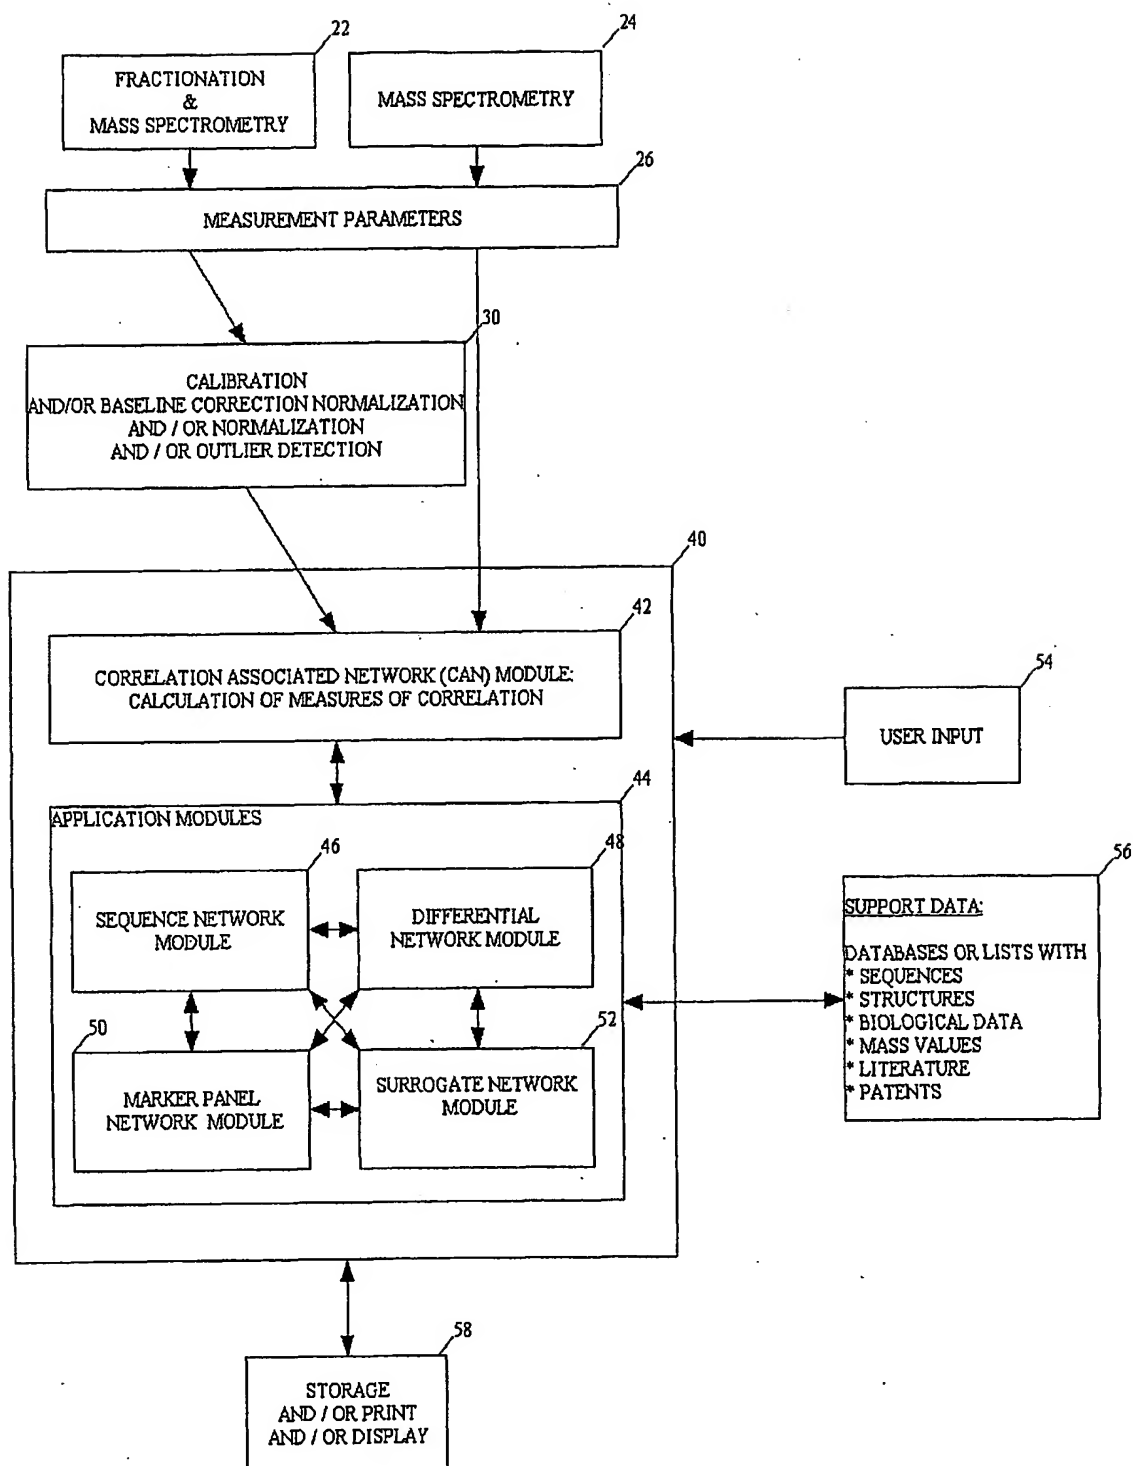 22
24
FRACTIONATION
&
MASS SPECTROMETRY
MASS SPECTROMETRY
26
MEASUREMENT PARAMETERS
30
CALIBRATION
AND/OR BASELINE CORRECTION NORMALIZATION
AND / OR NORMALIZATION
AND / OR OUTLIER DETECTION
40
42
CORRELATION ASSOCIATED NETWORK (CAN) MODULE:
CALCULATION OF MEASURES OF CORRELATION
54
USER INPUT
44
APPLICATION MODULES
46
SEQUENCE NETWORK
MODULE
48
DIFFERENTIAL
NETWORK MODULE
50
MARKER PANEL
NETWORK MODULE
52
SURROGATE NETWORK
MODULE
56
SUPPORT DATA:
DATABASES OR LISTS WITH
* SEQUENCES
* STRUCTURES
* BIOLOGICAL DATA
* MASS VALUES
* LITERATURE
* PATENTS
58
STORAGE
AND / OR PRINT
AND / OR DISPLAY